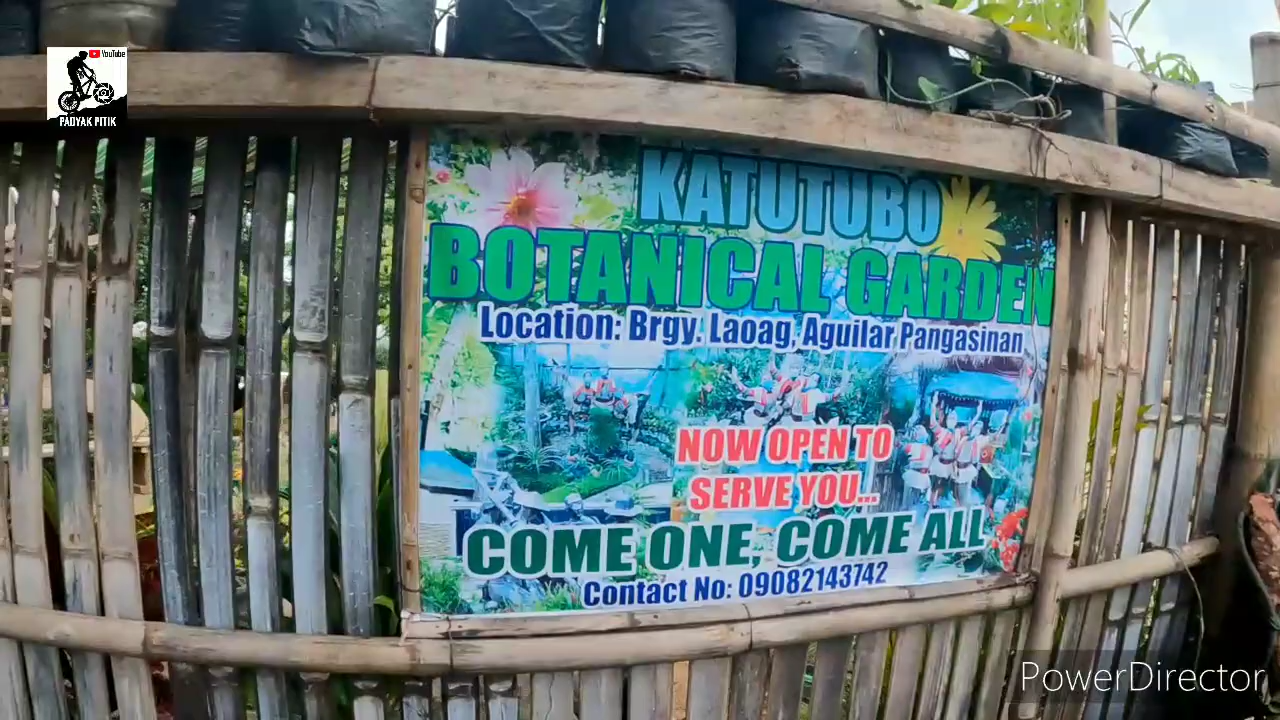 YouTube
PADYAK PITIK
KATUTUBO
BOTANICAL GARDEN
Location: Brgy. Laoag, Aguilar Pangasinan
NOW OPEN TO
SERVE YOU...
COME ONE, COME ALL
Contact No: 09082143742
PowerDirector